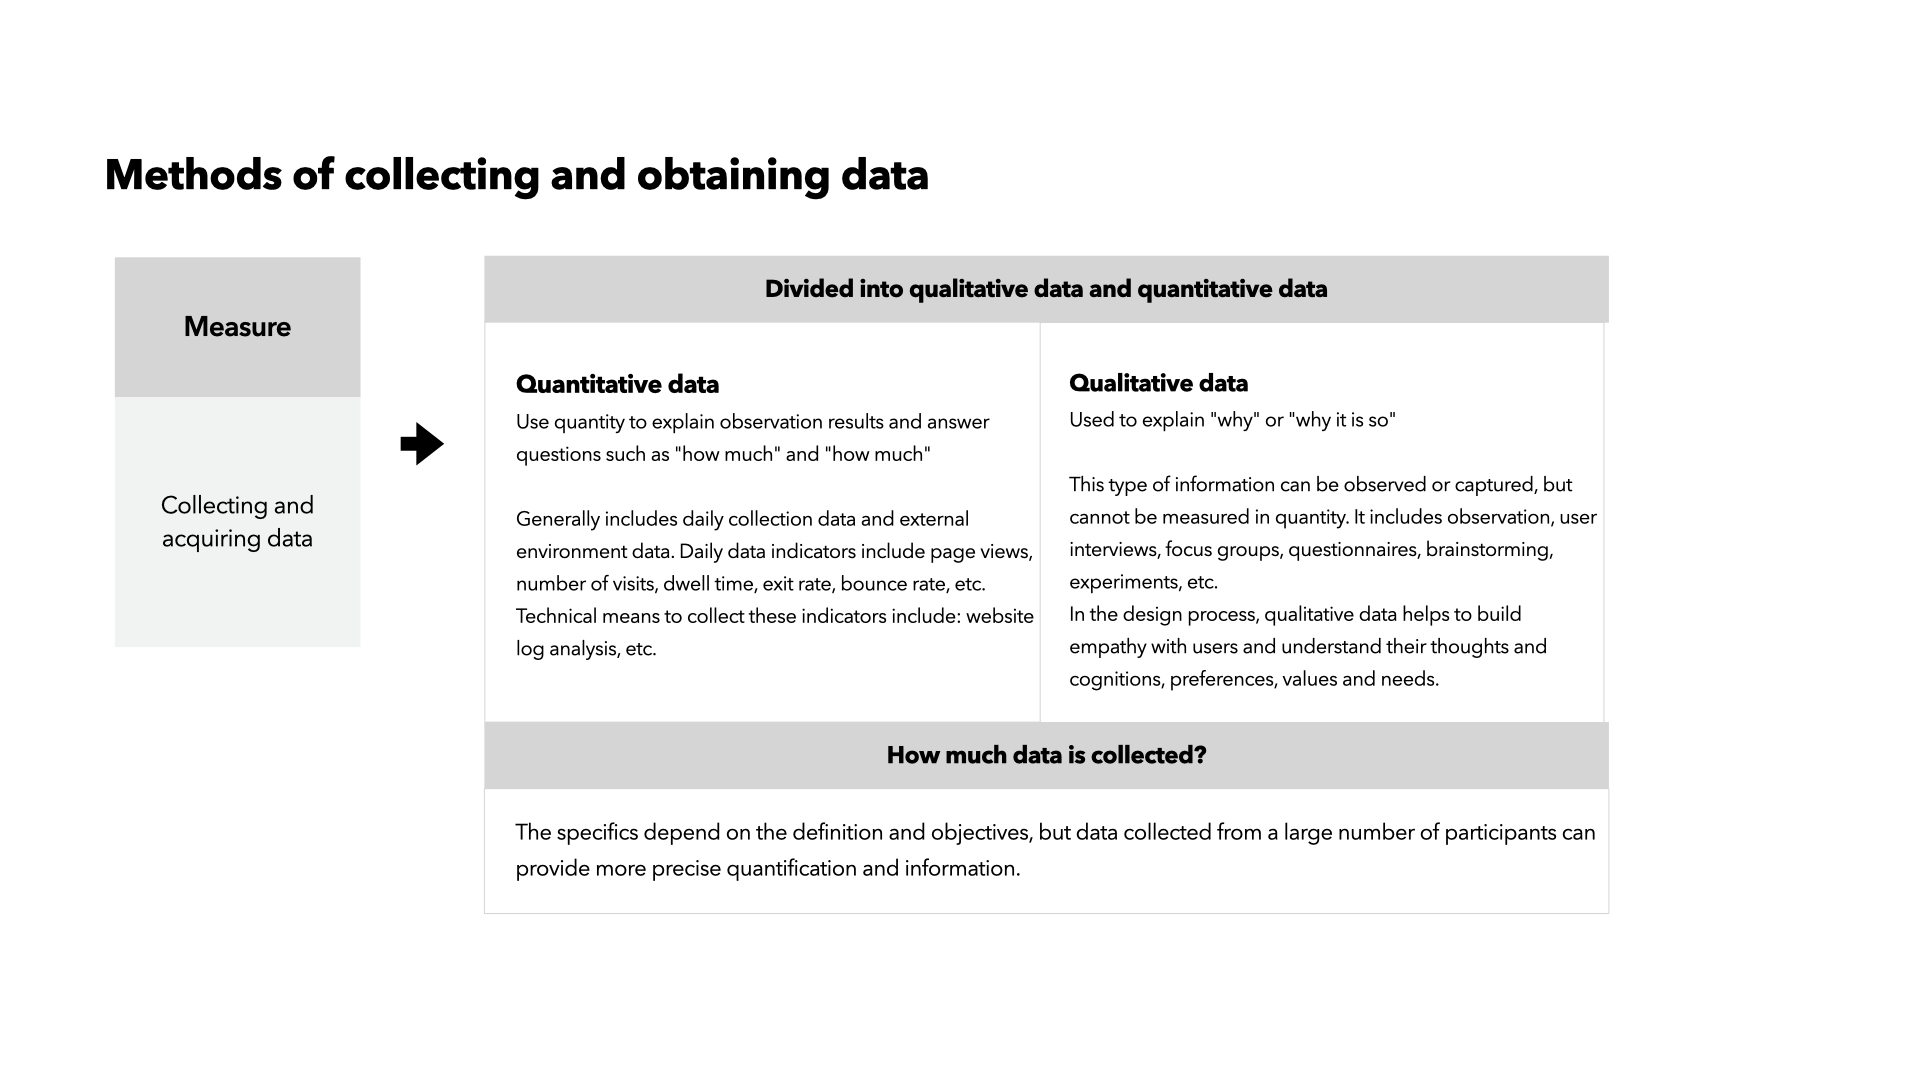 Methods of collecting and obtaining data
Measure
Collecting and
acquiring data
Divided into qualitative data and quantitative data
Quantitative data
Use quantity to explain observation results and answer
questions such as "how much" and "how much"
Generally includes daily collection data and external
environment data. Daily data indicators include page views,
number of visits, dwell time, exit rate, bounce rate, etc.
Technical means to collect these indicators include: website
log analysis, etc.
Qualitative data
Used to explain "why" or "why it is so"
This type of information can be observed or captured, but
cannot be measured in quantity. It includes observation, user
interviews, focus groups, questionnaires, brainstorming,
experiments, etc.
In the design process, qualitative data helps to build
empathy with users and understand their thoughts and
cognitions, preferences, values and needs.
How much data is collected?
The specifics depend on the definition and objectives, but data collected from a large number of participants can
provide more precise quantification and information.